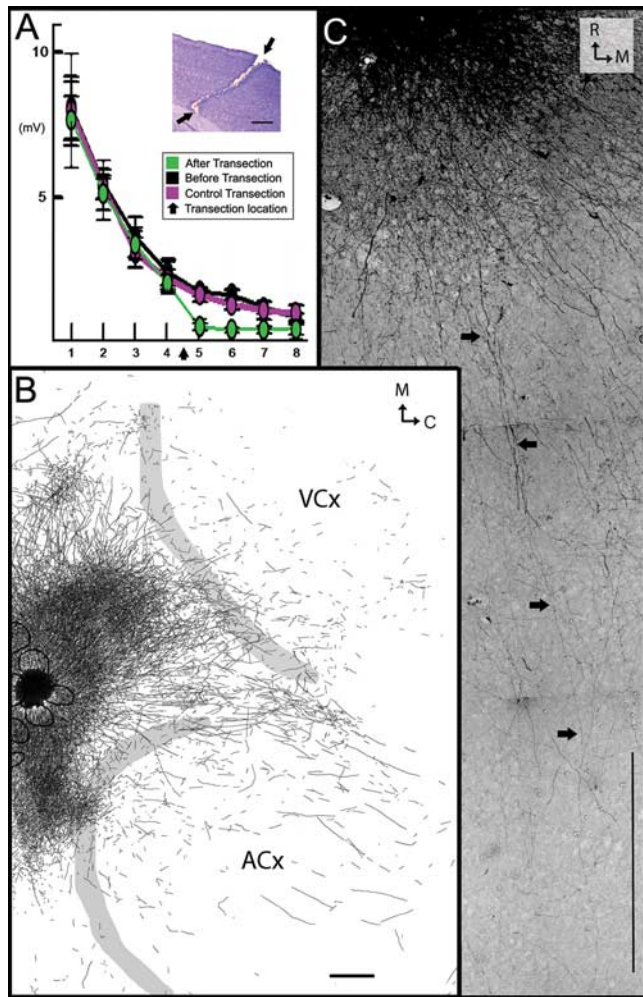 A
10
(mV)
5
After Transection
Before Transection
Control Transection
Transection location
1 2 3 4 5 6 7 8
B
M
C
VCx
ACx
C
R
M